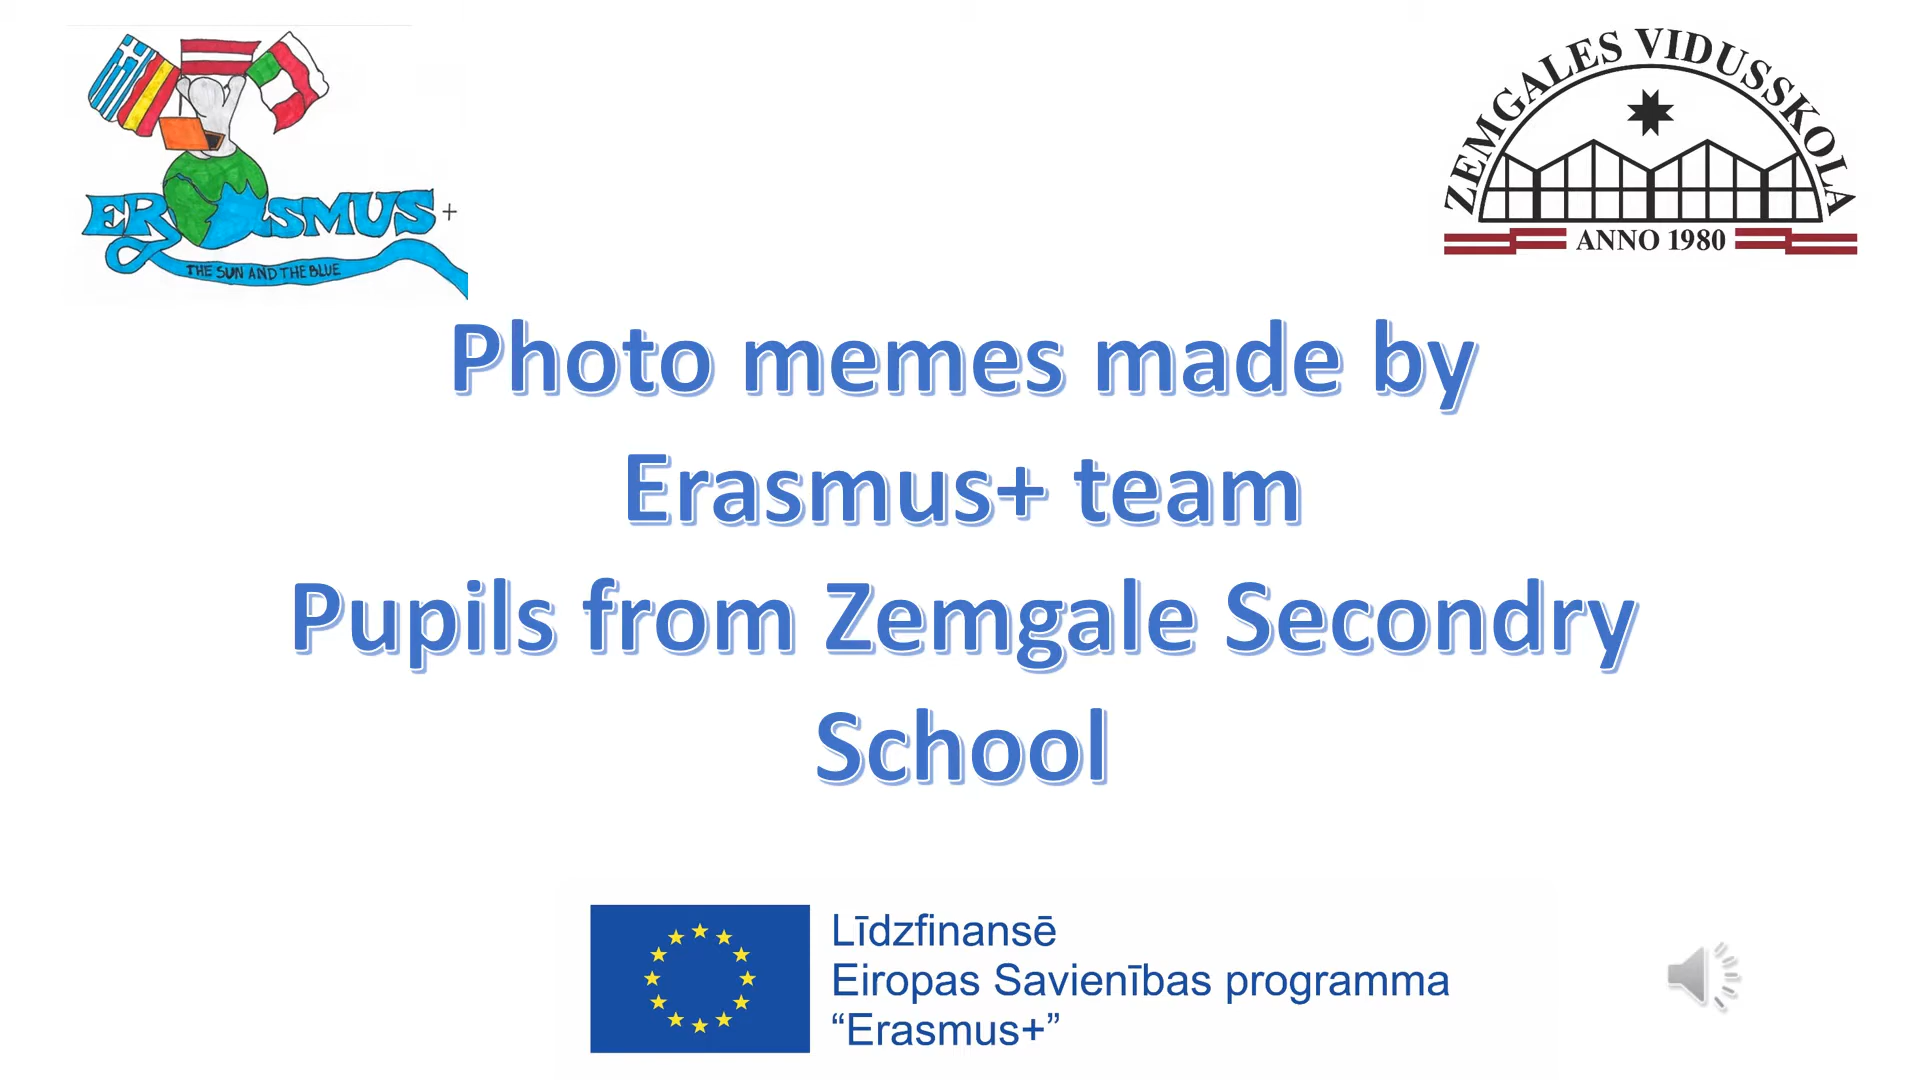 ERASMUS+
THE SUN AND THE BLUE
ZEMGALES VIDUSSKOLA
ANNO 1980
Photo memes made by
Erasmus+ team
Pupils from Zemgale Secondry
School
Līdzfinansē
Eiropas Savienības programma
“Erasmus+”